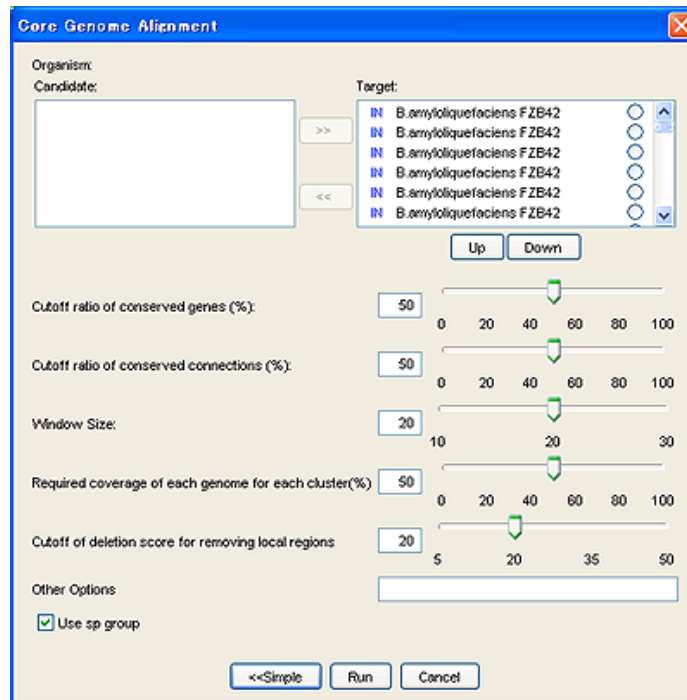 Core Genome Alignment
Organism:
Candidate:
Target:
>>
<<
IN B.amyloliquefaciens FZB42
IN B.amyloliquefaciens FZB42
IN B.amyloliquefaciens FZB42
IN B.amyloliquefaciens FZB42
IN B.amyloliquefaciens FZB42
IN B.amyloliquefaciens FZB42
Up Down
Cutoff ratio of conserved genes (%): 50
0 20 40 60 80 100
Cutoff ratio of conserved connections (%): 50
0 20 40 60 80 100
Window Size: 20
10 20 30
Required coverage of each genome for each cluster(%) 50
0 20 40 60 80 100
Cutoff of deletion score for removing local regions 20
5 20 35 50
Other Options
Use sp group
<<Simple Run Cancel